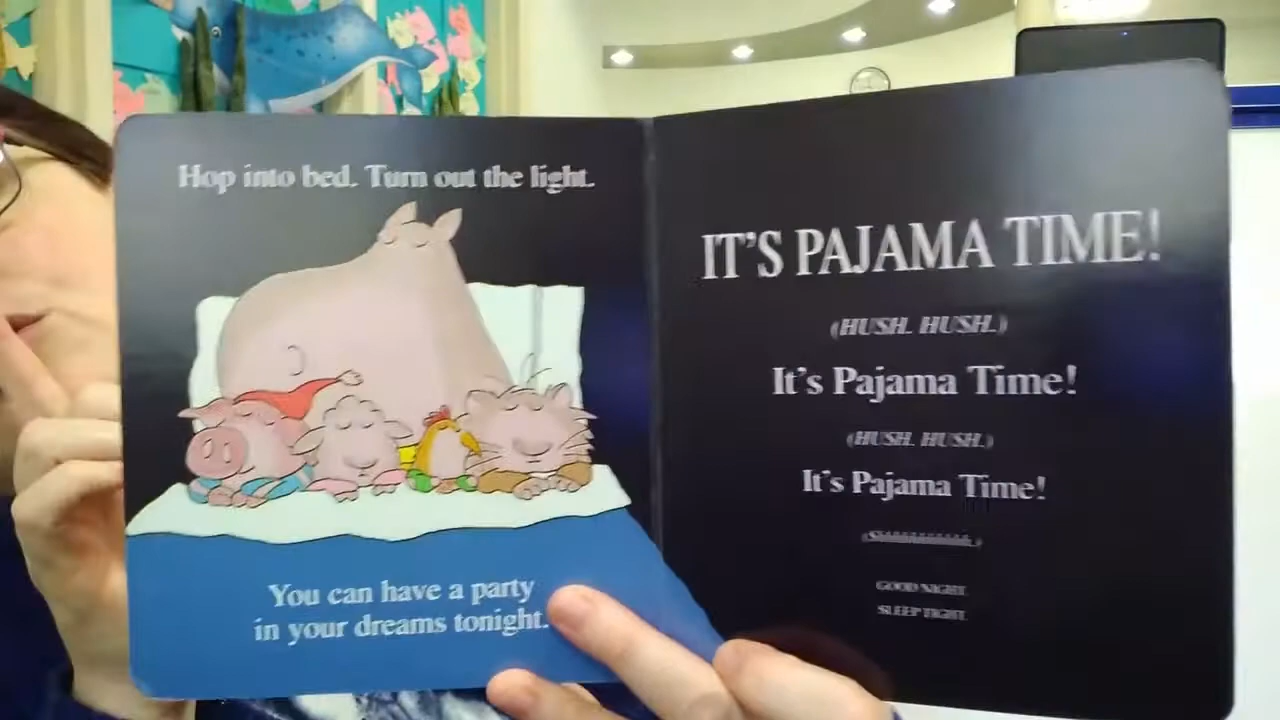 Hop into bed. Turn out the light.
You can have a party
in your dreams tonight.
IT'S PAJAMA TIME!
(HUSH. HUSH.)
It's Pajama Time!
(HUSH. HUSH.)
It's Pajama Time!
GOOD NIGHT.
SLEEP TIGHT.